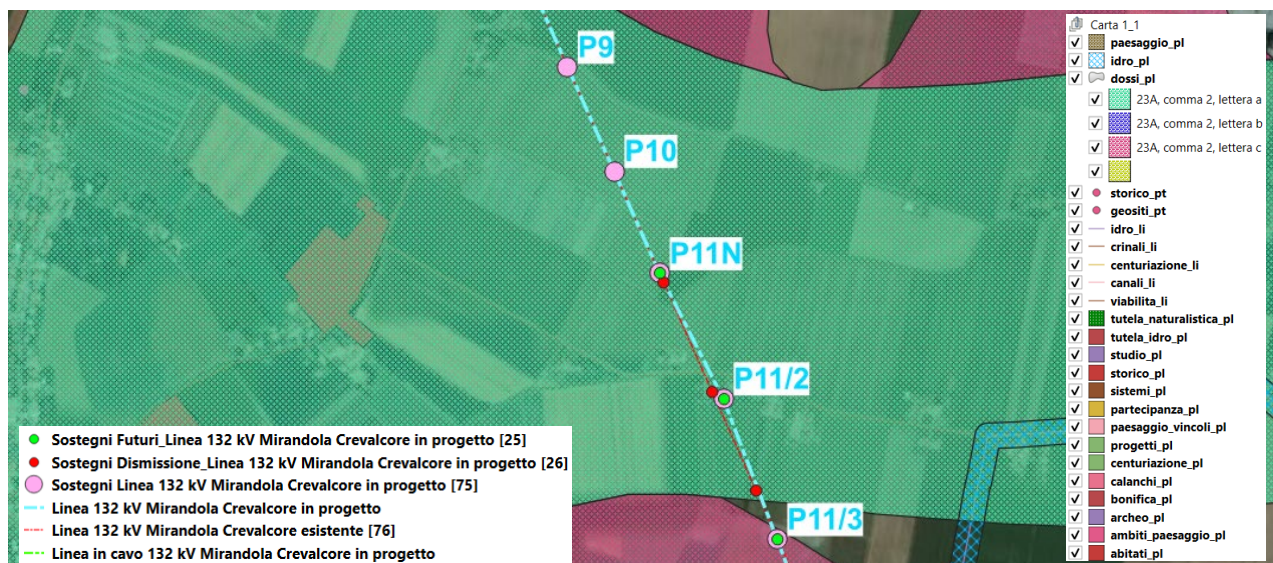 P9
P10
P11N
P11/2
P11/3
Sostegni Futuri_Linea 132 kV Mirandola Crevalcore in progetto [25]
Sostegni Dismissione_Linea 132 kV Mirandola Crevalcore in progetto [26]
Sostegni Linea 132 kV Mirandola Crevalcore in progetto [75]
Linea 132 kV Mirandola Crevalcore in progetto
Linea 132 kV Mirandola Crevalcore esistente [76]
Linea in cavo 132 kV Mirandola Crevalcore in progetto
Carta 1_1
paesaggio_pl
idro_pl
dossi_pl
23A, comma 2, lettera a
23A, comma 2, lettera b
23A, comma 2, lettera c
storico_pt
geositi_pt
idro_li
crinali_li
centuriazione_li
canali_li
viabilita_li
tutela_naturalistica_pl
tutela_idro_pl
studio_pl
storico_pl
sistemi_pl
partecipanza_pl
paesaggio_vincoli_pl
progetti_pl
centuriazione_pl
calanchi_pl
bonifica_pl
archeo_pl
ambiti_paesaggio_pl
abitati_pl